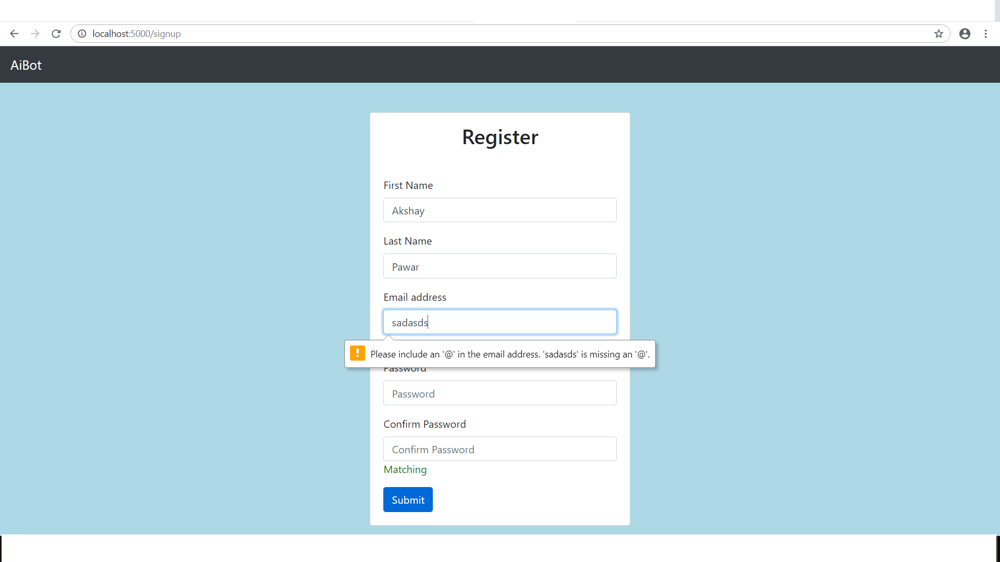 localhost:5000/signup
AiBot
Register
First Name
Akshay
Last Name
Pawar
Email address
sadasds
Please include an '@' in the email address. 'sadasds' is missing an '@'.
Password
Password
Confirm Password
Confirm Password
Matching
Submit